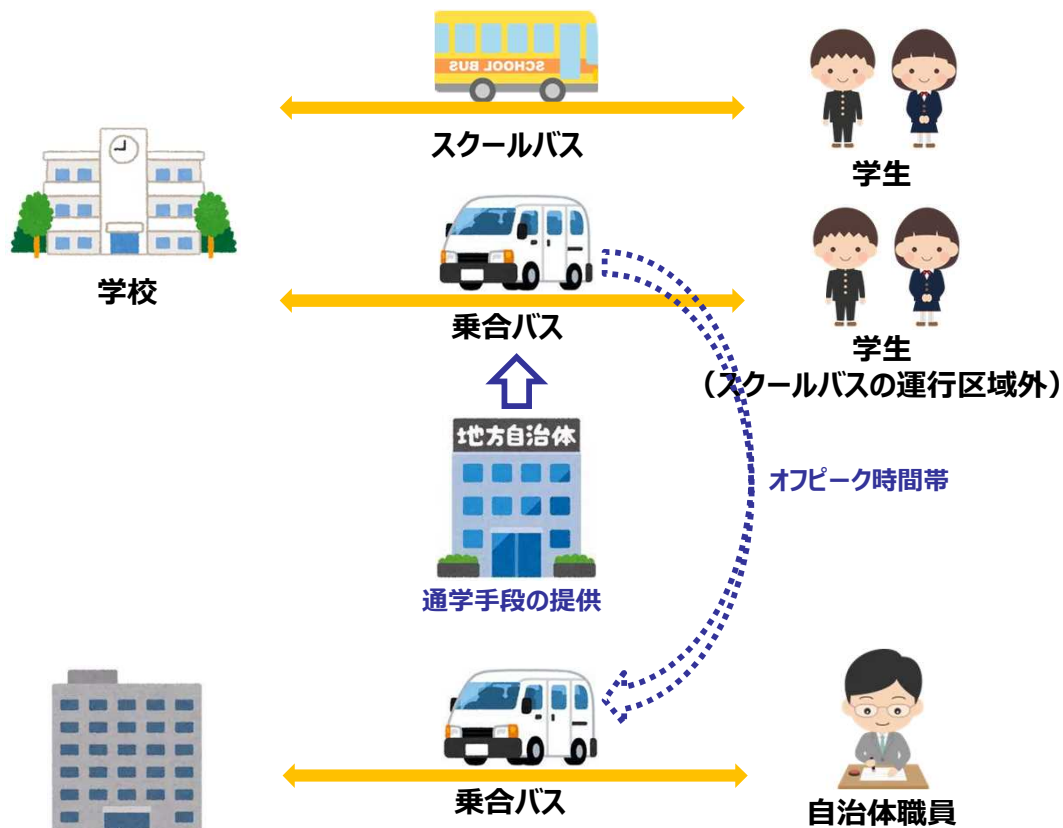 SCHOOL BUS
スクールバス
学生
学校
乗合バス
学生
（スクールバスの運行区域外）
地方自治体
オフピーク時間帯
通学手段の提供
乗合バス
自治体職員